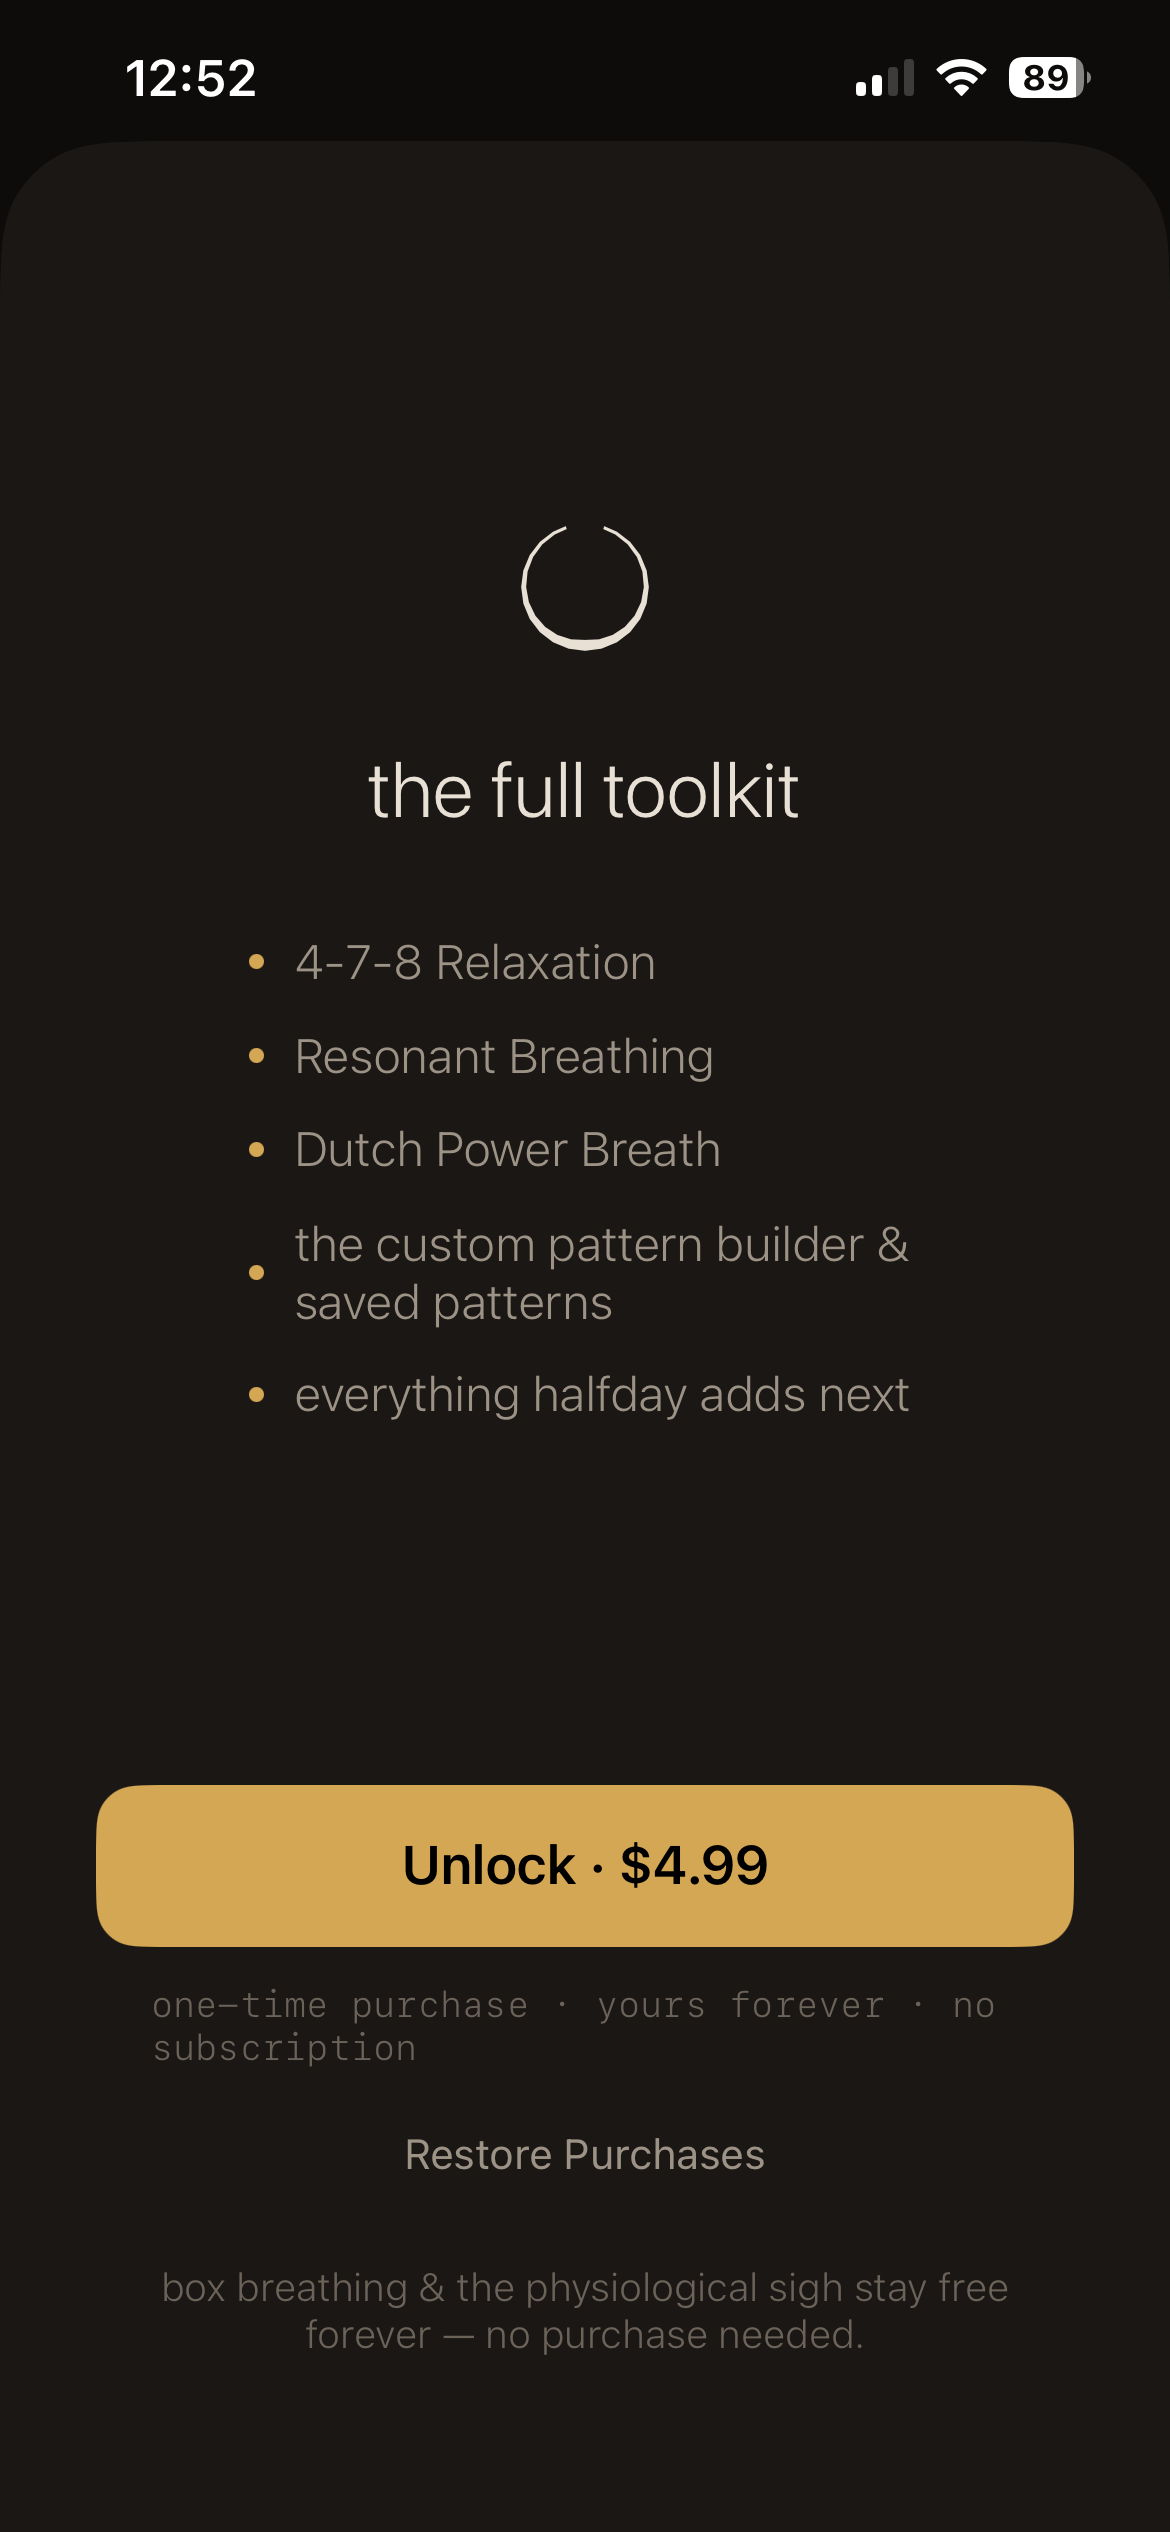 12:52
89
the full toolkit
4-7-8 Relaxation
Resonant Breathing
Dutch Power Breath
the custom pattern builder &
saved patterns
everything halfday adds next
Unlock · $4.99
one-time purchase · yours forever · no
subscription
Restore Purchases
box breathing & the physiological sigh stay free
forever — no purchase needed.